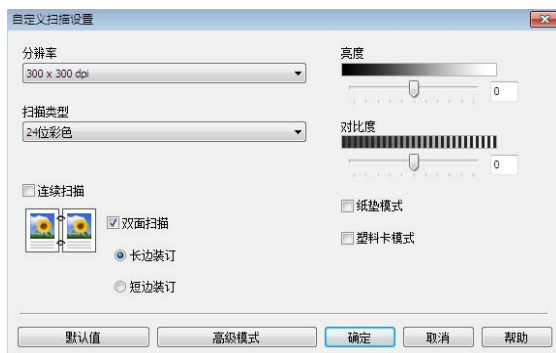 自定义扫描设置
分辨率
300 x 300 dpi
扫描类型
24位彩色
连续扫描
双面扫描
长边装订
短边装订
亮度
0
对比度
0
纸垫模式
塑料卡模式
默认值
高级模式
确定
取消
帮助